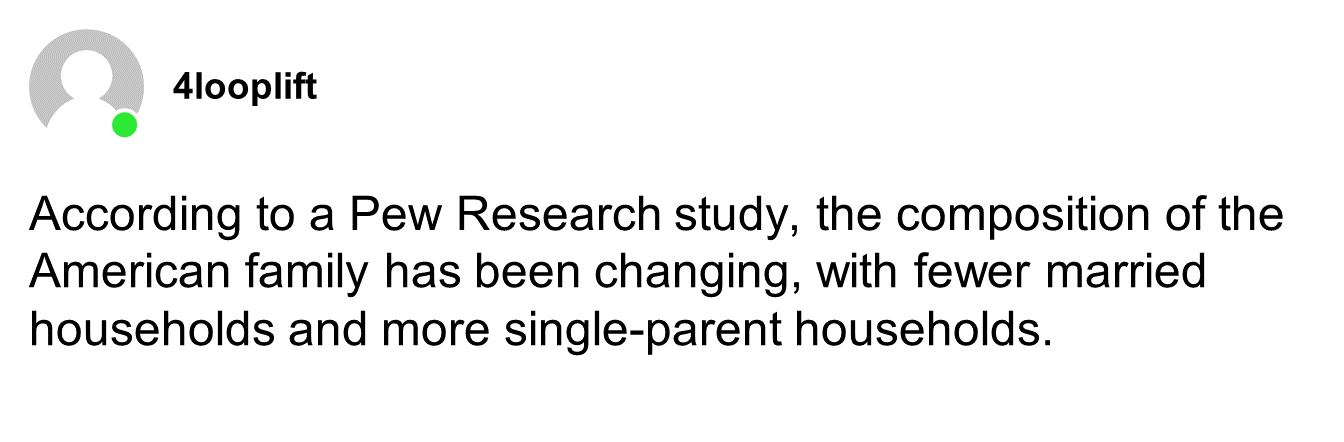 4looplift
According to a Pew Research study, the composition of the
American family has been changing, with fewer married
households and more single-parent households.